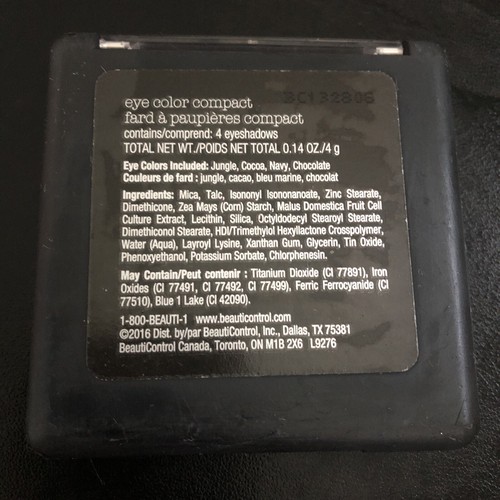 eye color compact
3C132806
fard à paupières compact
contains/comprend: 4 eyeshadows
TOTAL NET WT./POIDS NET TOTAL 0.14 OZ./4 g
Eye Colors Included: Jungle, Cocoa, Navy, Chocolate
Couleurs de fard : jungle, cacao, bleu marine, chocolat
Ingredients: Mica, Talc, Isononyl Isononanoate, Zinc Stearate,
Dimethicone, Zea Mays (Corn) Starch, Malus Domestica Fruit Cell
Culture Extract, Lecithin, Silica, Octyldodecyl Stearoyl Stearate,
Dimethiconol Stearate, HDI/Trimethylol Hexyllactone Crosspolymer,
Water (Aqua), Layroyl Lysine, Xanthan Gum, Glycerin, Tin Oxide,
Phenoxyethanol, Potassium Sorbate, Chlorphenesin.
May Contain/Peut contenir : Titanium Dioxide (CI 77891), Iron
Oxides (CI 77491, CI 77492, CI 77499), Ferric Ferrocyanide (CI
77510), Blue 1 Lake (CI 42090).
1-800-BEAUTI-1 www.beauticontrol.com
©2016 Dist. by/par BeautiControl, Inc., Dallas, TX 75381
BeautiControl Canada, Toronto, ON M1B 2X6 L9276